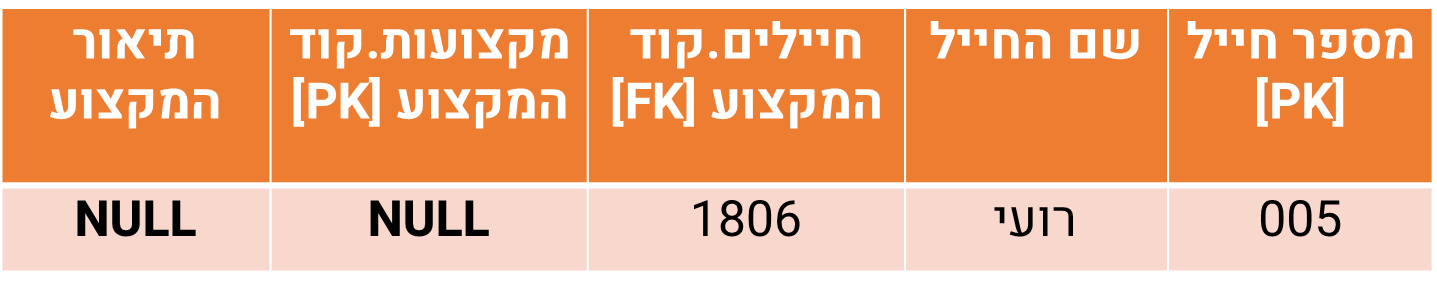 מספר חייל
[PK]
שם החייל
חיילים.קוד
המקצוע [FK]
מקצועות.קוד
המקצוע [PK]
תיאור
המקצוע
005
רועי
1806
NULL
NULL